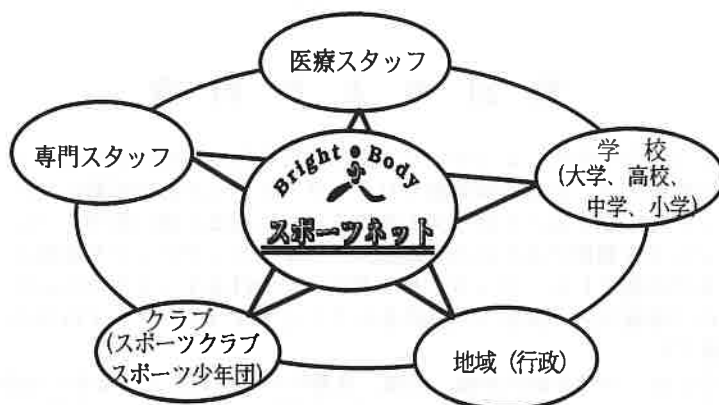 医療スタッフ
専門スタッフ
Bright Body
スポーツネット
学 校
(大学、高校、
中学、小学)
クラブ
(スポーツクラブ
スポーツ少年団)
地域 (行政)